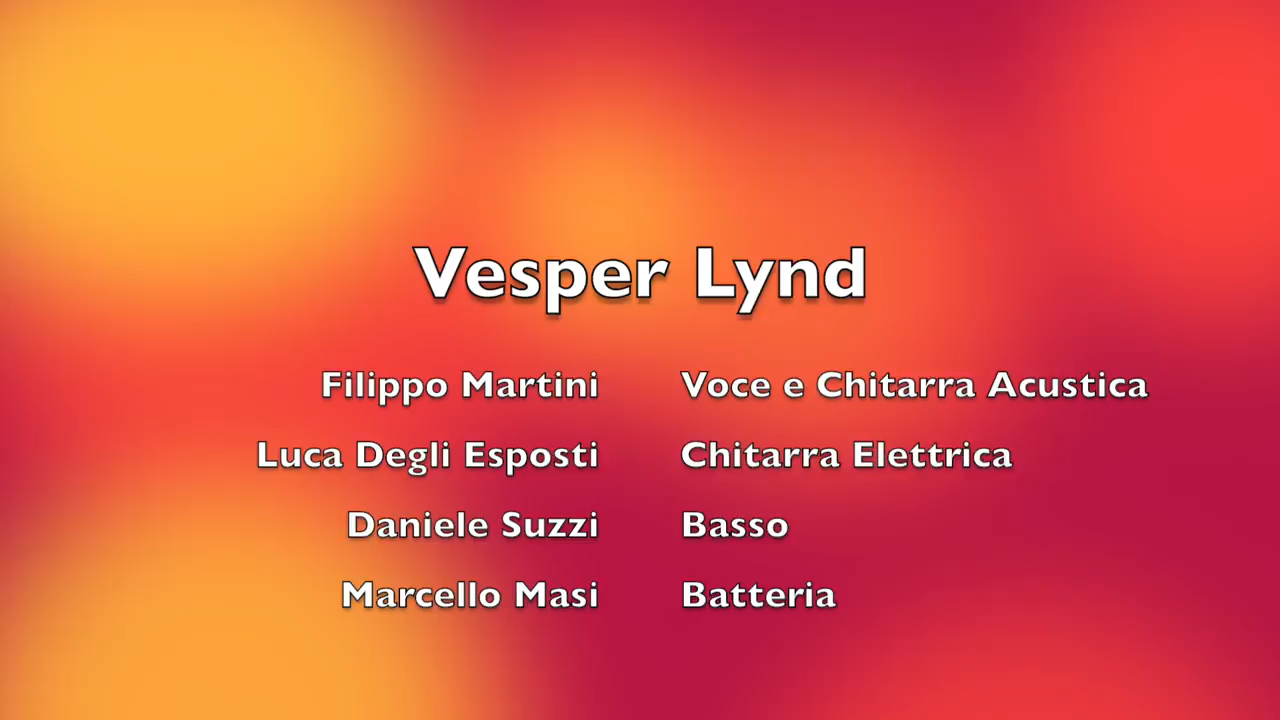 Vesper Lynd
Filippo Martini Voce e Chitarra Acustica
Luca Degli Esposti Chitarra Elettrica
Daniele Suzzi Basso
Marcello Masi Batteria